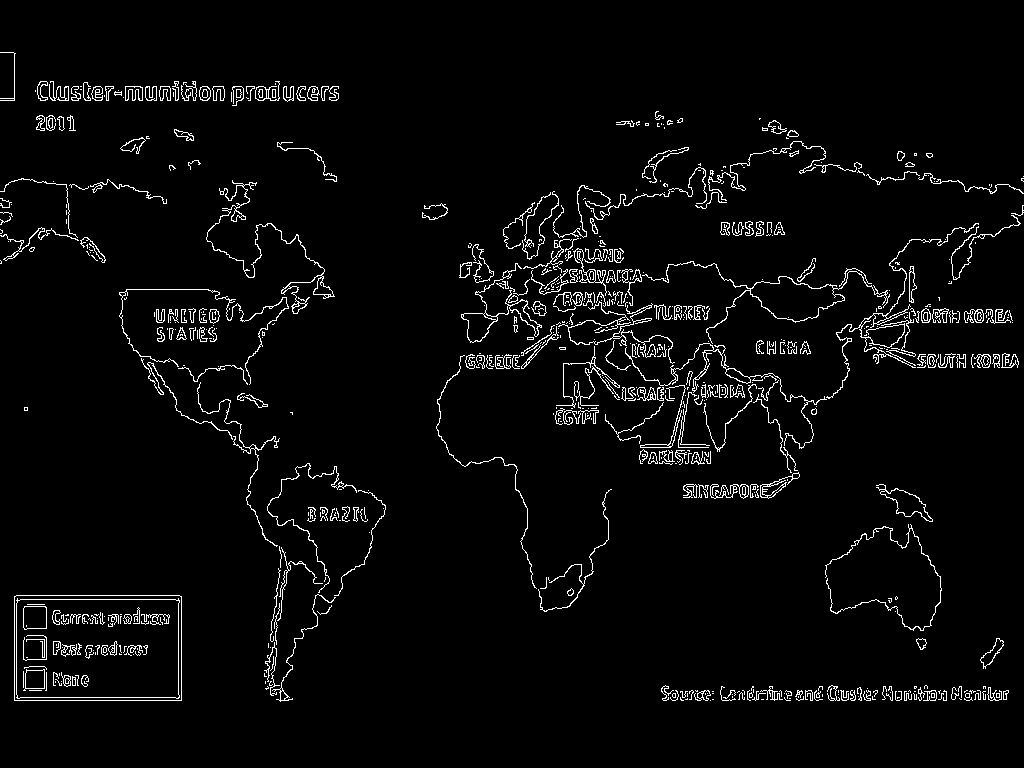 Cluster-munition producers
2011
RUSSIA
POLAND
SLOVAKIA
ROMANIA
UNITED
STATES
TURKEY
NORTH KOREA
IRAN
CHINA
GREECE
SOUTH KOREA
ISRAEL
INDIA
EGYPT
PAKISTAN
SINGAPORE
BRAZIL
Current producer
Past producer
None
Source: Landmine and Cluster Munition Monitor